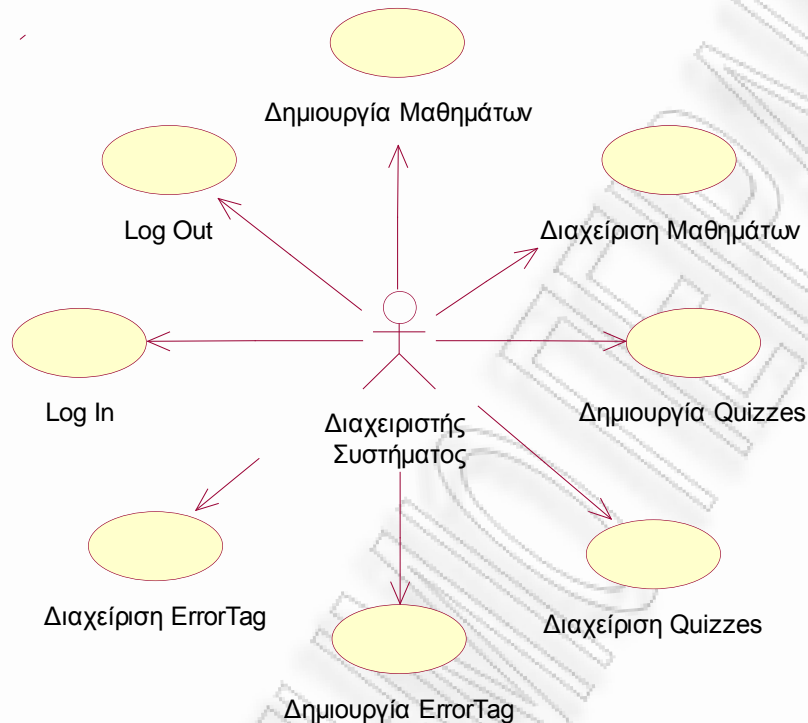 Δημιουργία Μαθημάτων
Log Out
Διαχείριση Μαθημάτων
Log In
Δημιουργία Quizzes
Διαχειριστής
Συστήματος
Διαχείριση ErrorTag
Διαχείριση Quizzes
Δημιουργία ErrorTag